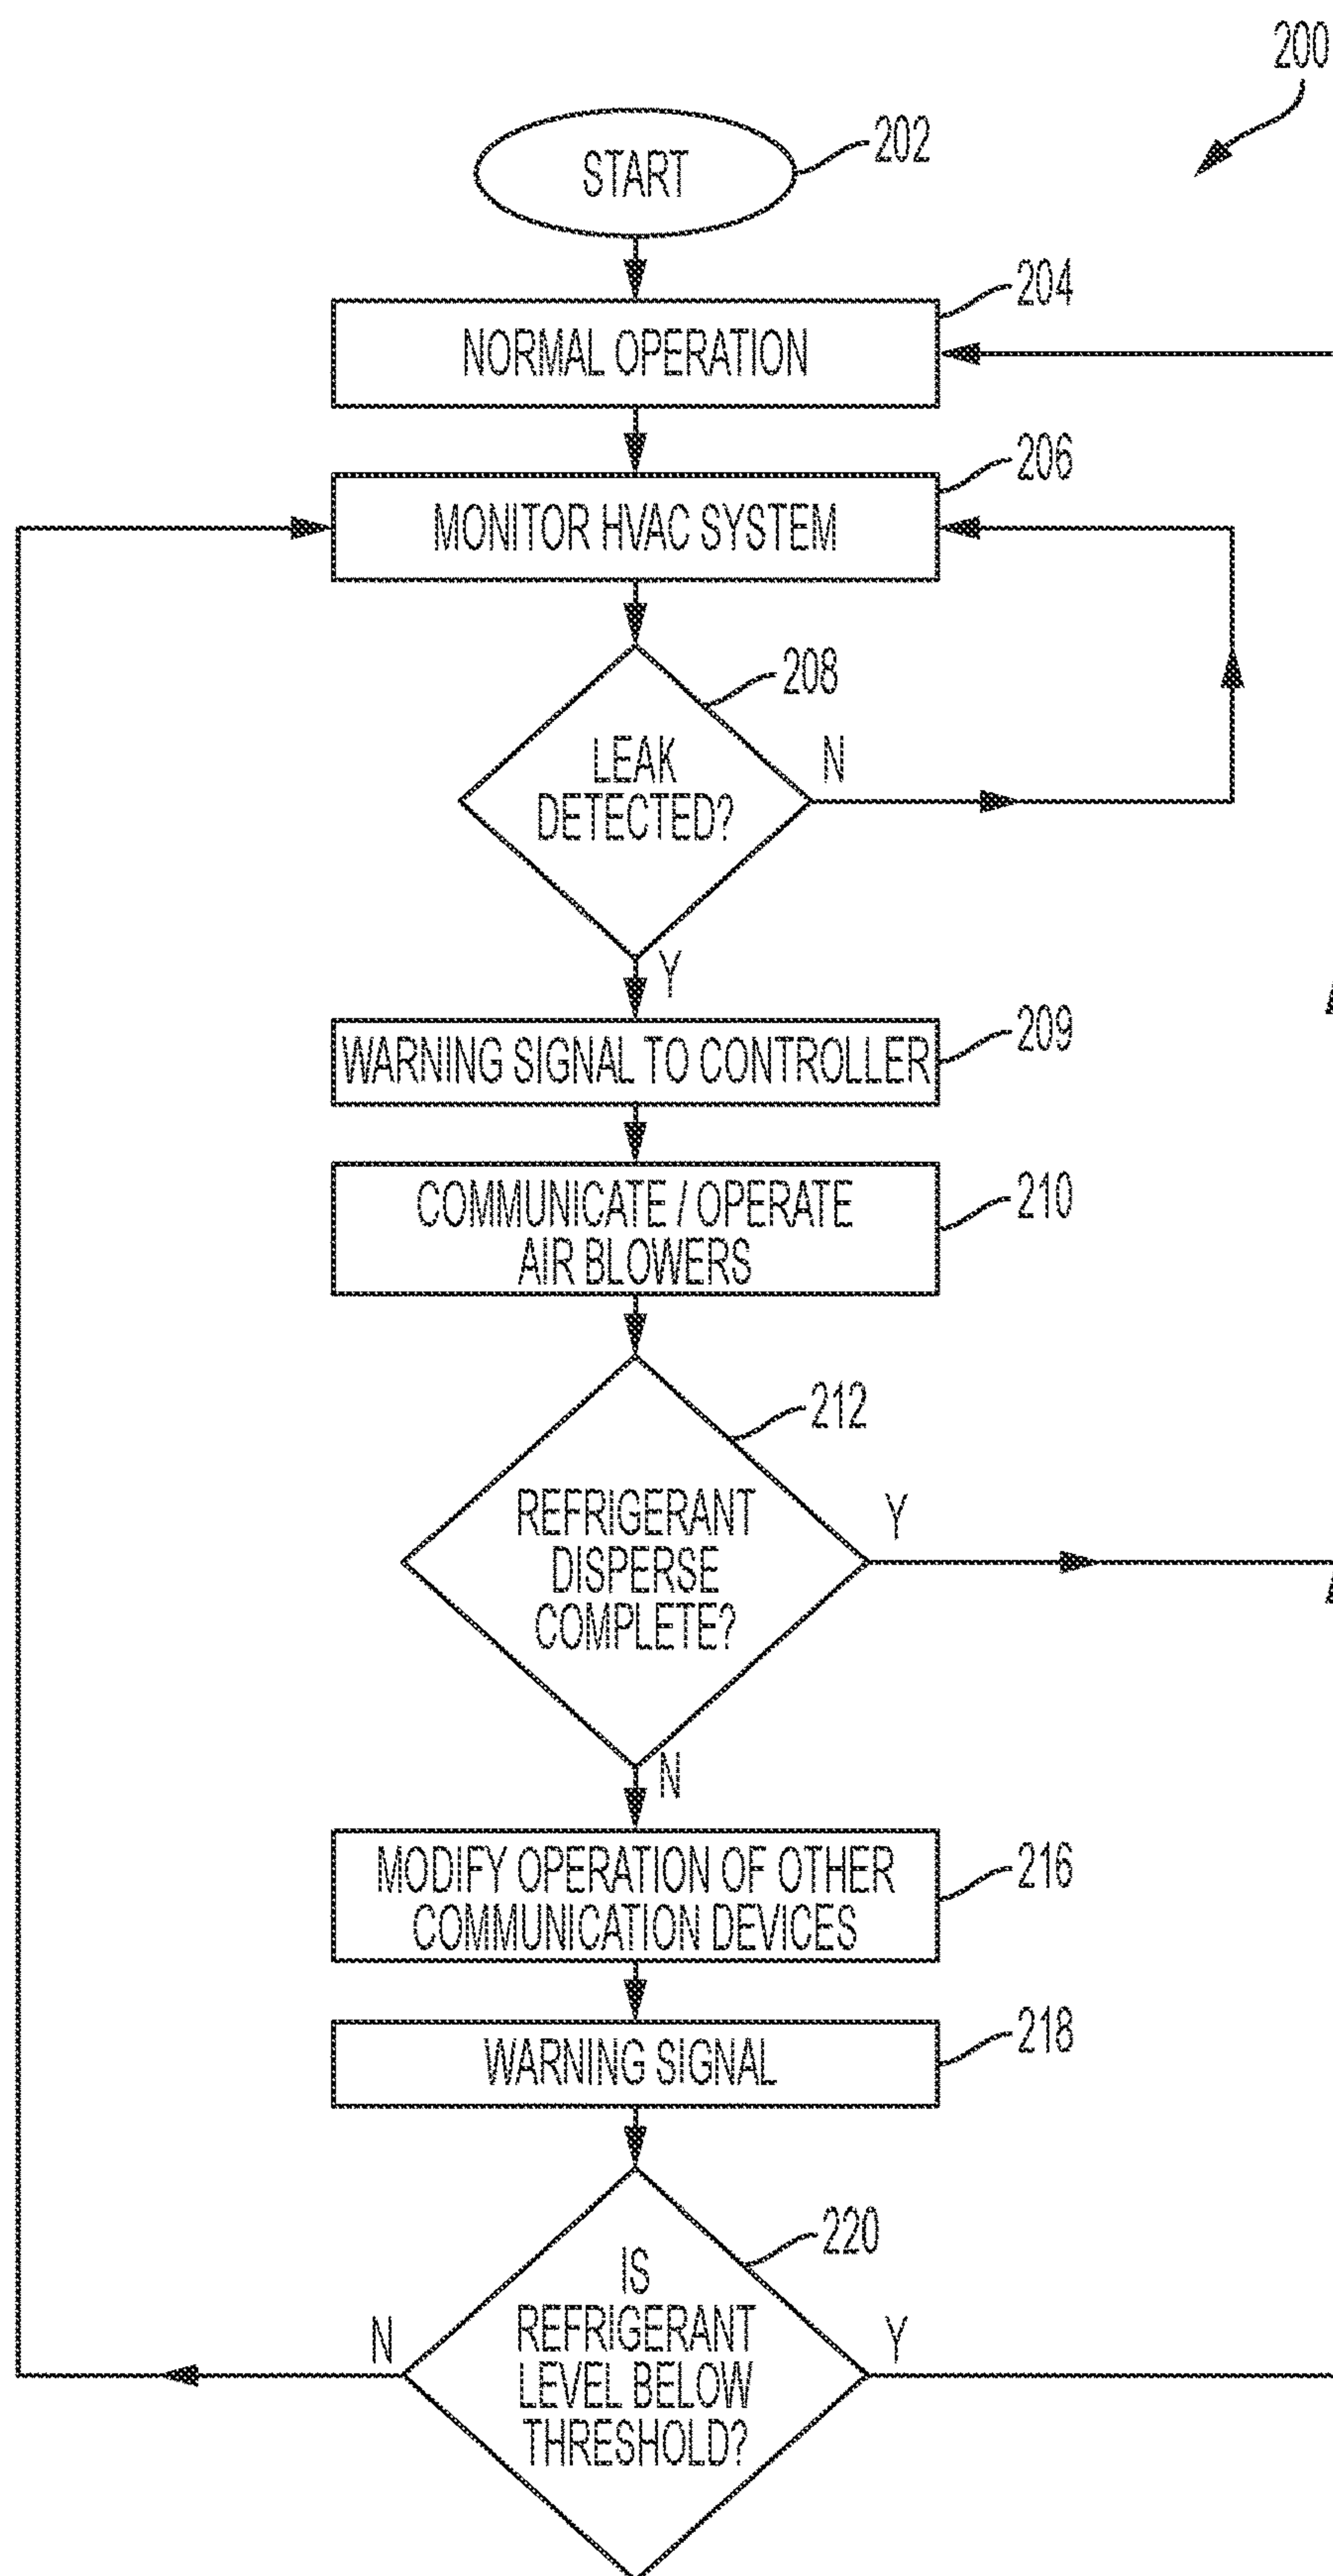 200
START
202
NORMAL OPERATION
204
MONITOR HVAC SYSTEM
206
LEAK
DETECTED?
208
N
Y
WARNING SIGNAL TO CONTROLLER
209
COMMUNICATE / OPERATE
AIR BLOWERS
210
REFRIGERANT
DISPERSE
COMPLETE?
212
Y
N
MODIFY OPERATION OF OTHER
COMMUNICATION DEVICES
216
WARNING SIGNAL
218
IS
REFRIGERANT
LEVEL BELOW
THRESHOLD?
220
N
Y